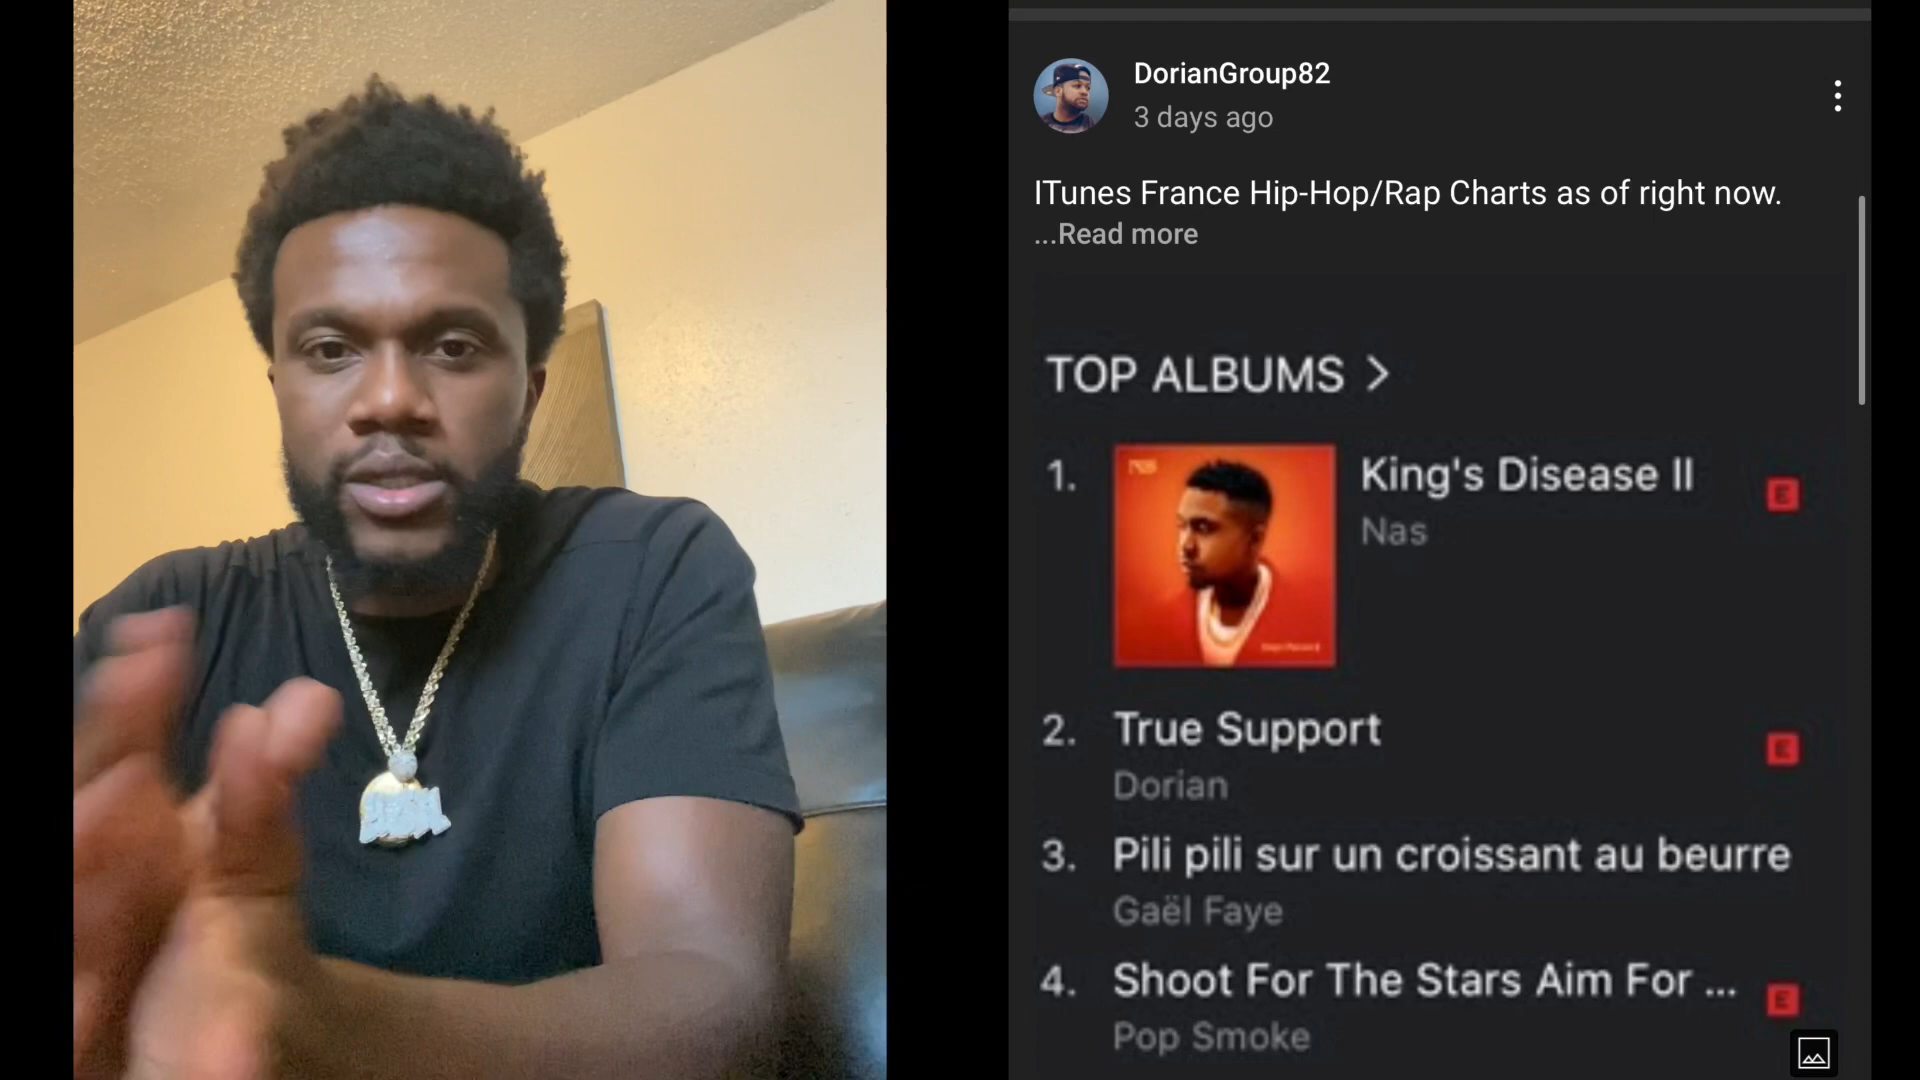 DorianGroup82
3 days ago
ITunes France Hip-Hop/Rap Charts as of right now.
...Read more
TOP ALBUMS >
1.
King's Disease II
E
Nas
2. True Support
E
Dorian
3. Pili pili sur un croissant au beurre
Gaël Faye
4. Shoot For The Stars Aim For ...
E
Pop Smoke